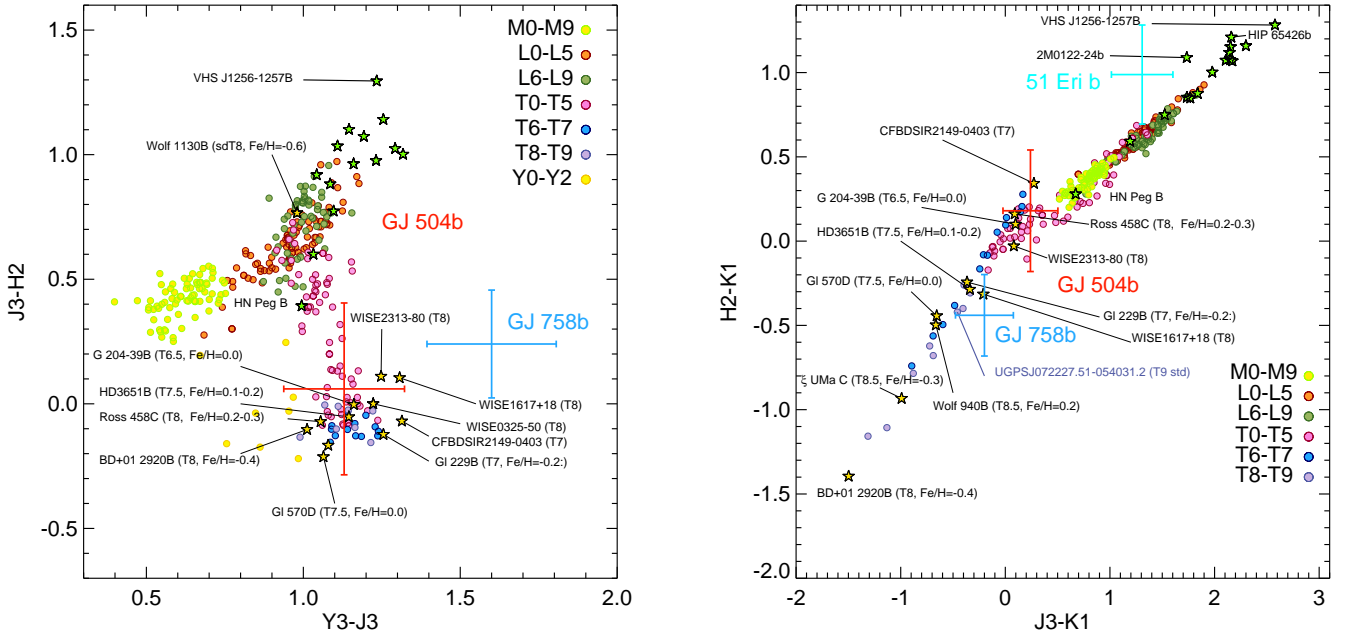 1.5
1.0
0.5
0.0
-0.5
0.5
1.0
1.5
2.0
J3-H2
Y3-J3
M0-M9
L0-L5
L6-L9
T0-T5
T6-T7
T8-T9
Y0-Y2
VHS J1256-1257B
Wolf 1130B (sdT8, Fe/H=-0.6)
GJ 504b
HN Peg B
WISE2313-80 (T8)
GJ 758b
G 204-39B (T6.5, Fe/H=0.0)
HD3651B (T7.5, Fe/H=0.1-0.2)
Ross 458C (T8, Fe/H=0.2-0.3)
BD+01 2920B (T8, Fe/H=-0.4)
WISE1617+18 (T8)
WISE0325-50 (T8)
CFBDSIR2149-0403 (T7)
Gl 229B (T7, Fe/H=-0.2:)
Gl 570D (T7.5, Fe/H=0.0)
1.0
0.5
0.0
-0.5
-1.0
-1.5
-2.0
-2
-1
0
1
2
3
H2-K1
J3-K1
VHS J1256-1257B
HIP 65426b
2M0122-24b
51 Eri b
CFBDSIR2149-0403 (T7)
G 204-39B (T6.5, Fe/H=0.0)
HN Peg B
Ross 458C (T8, Fe/H=0.2-0.3)
HD3651B (T7.5, Fe/H=0.1-0.2)
WISE2313-80 (T8)
Gl 570D (T7.5, Fe/H=0.0)
GJ 504b
Gl 229B (T7, Fe/H=-0.2:)
GJ 758b
WISE1617+18 (T8)
UGPSJ072227.51-054031.2 (T9 std)
ζ UMa C (T8.5, Fe/H=-0.3)
Wolf 940B (T8.5, Fe/H=0.2)
BD+01 2920B (T8, Fe/H=-0.4)
M0-M9
L0-L5
L6-L9
T0-T5
T6-T7
T8-T9